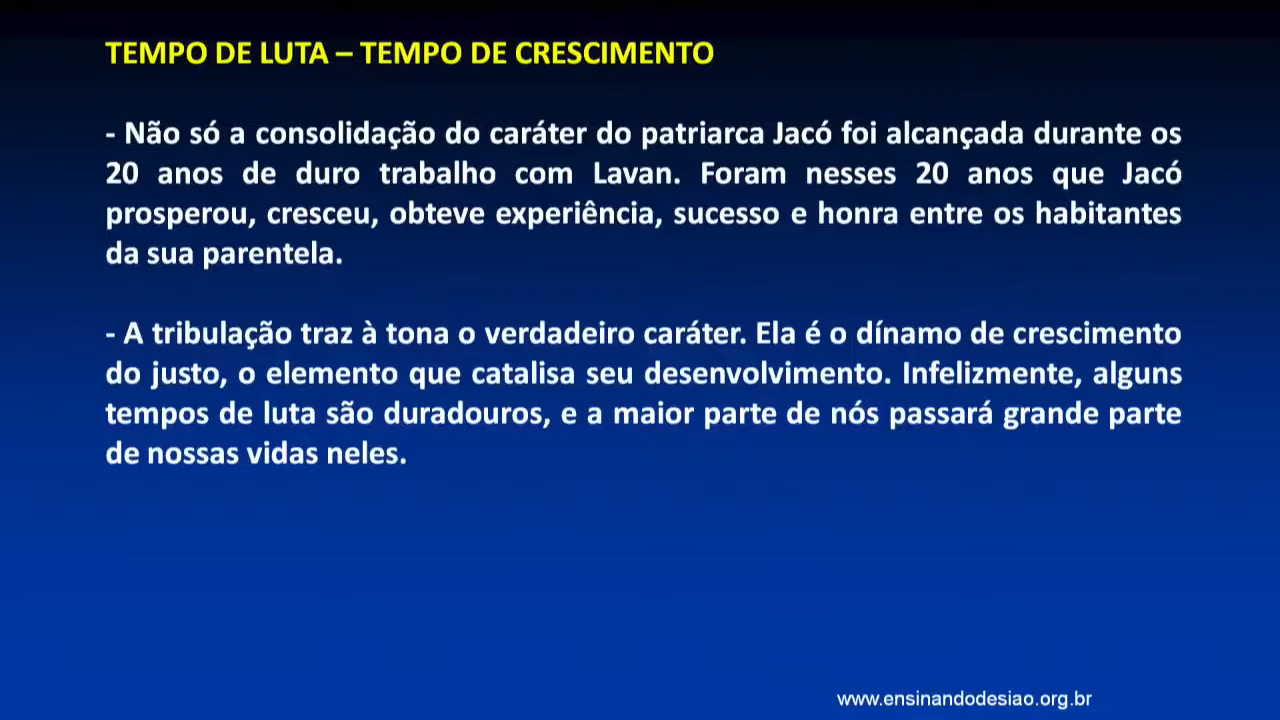 TEMPO DE LUTA – TEMPO DE CRESCIMENTO
- Não só a consolidação do caráter do patriarca Jacó foi alcançada durante os
20 anos de duro trabalho com Lavan. Foram nesses 20 anos que Jacó
prosperou, cresceu, obteve experiência, sucesso e honra entre os habitantes
da sua parentela.
- A tribulação traz à tona o verdadeiro caráter. Ela é o dínamo de crescimento
do justo, o elemento que catalisa seu desenvolvimento. Infelizmente, alguns
tempos de luta são duradouros, e a maior parte de nós passará grande parte
de nossas vidas neles.
www.ensinandodesiao.org.br